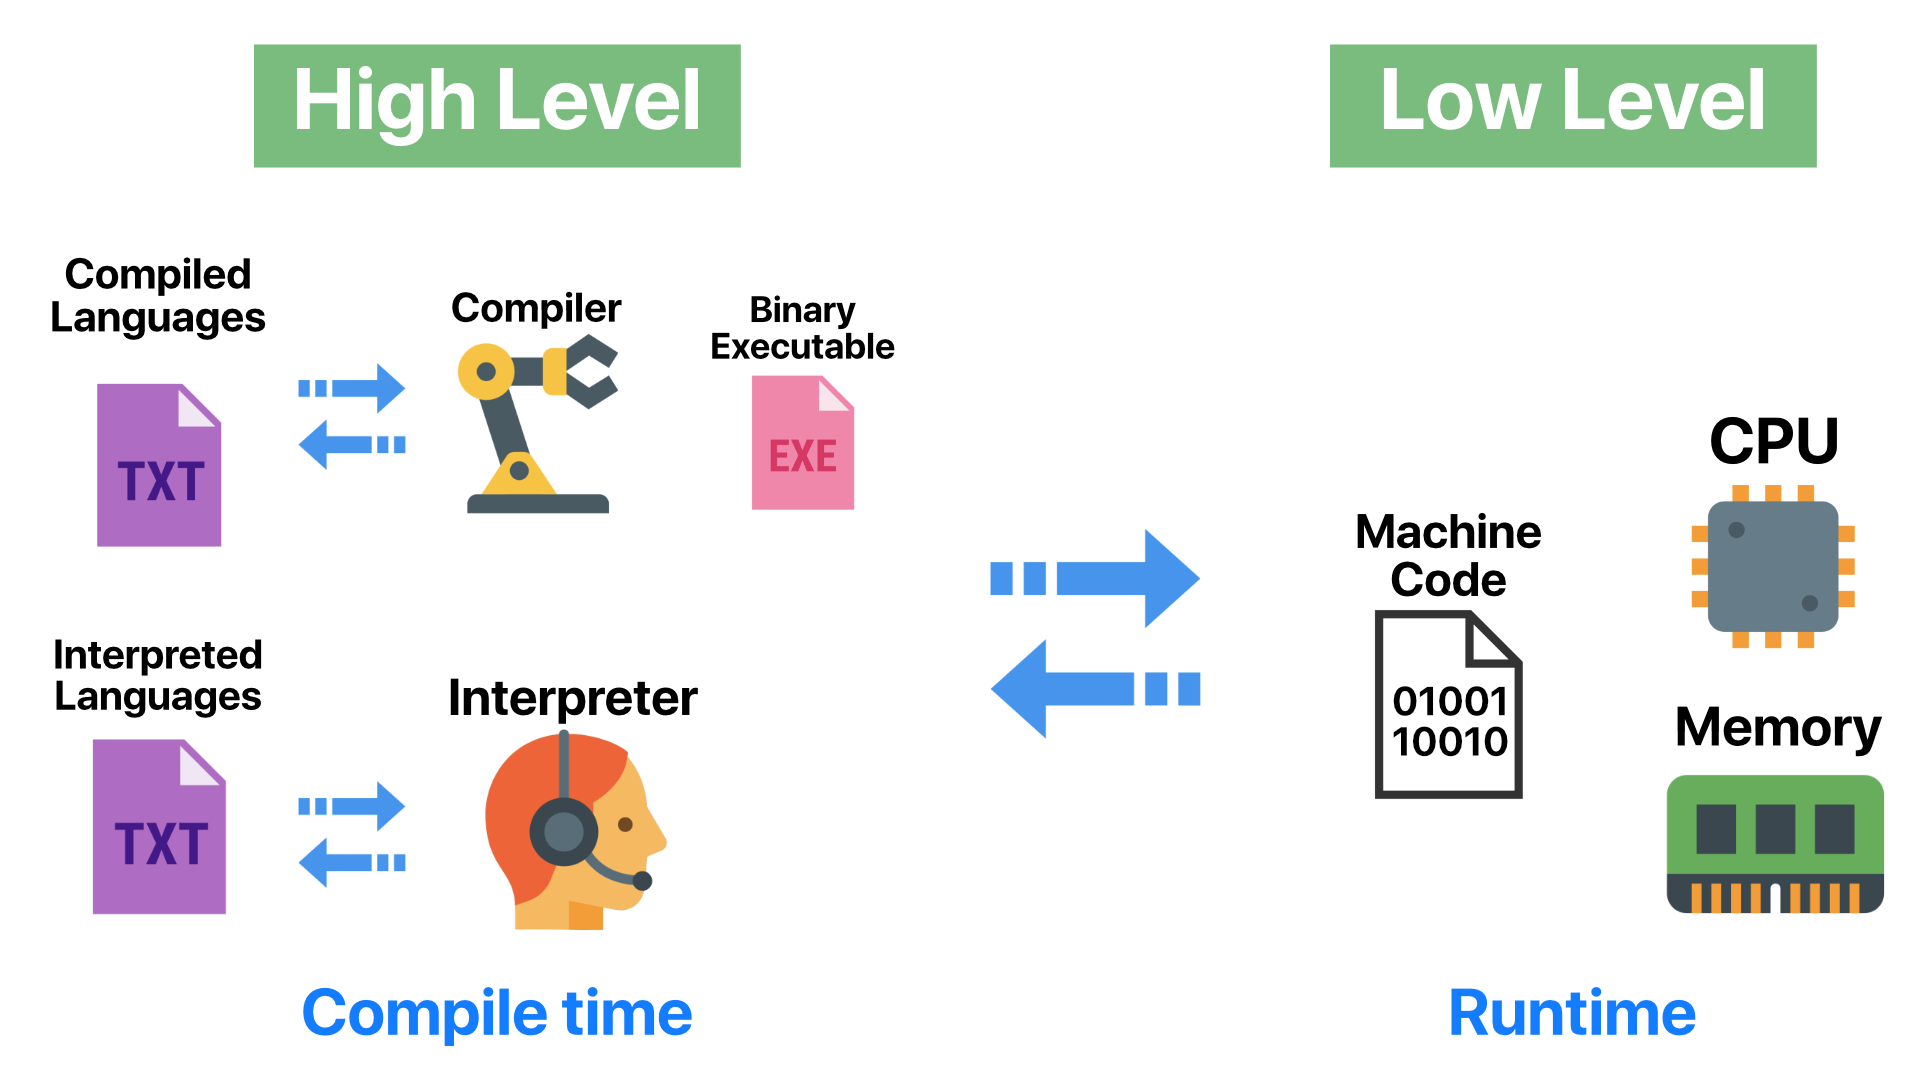 High Level
Low Level
Compiled
Languages
Compiler
Binary
Executable
TXT
EXE
CPU
Machine
Code
01001
10010
Interpreted
Languages
Interpreter
TXT
Memory
Compile time
Runtime